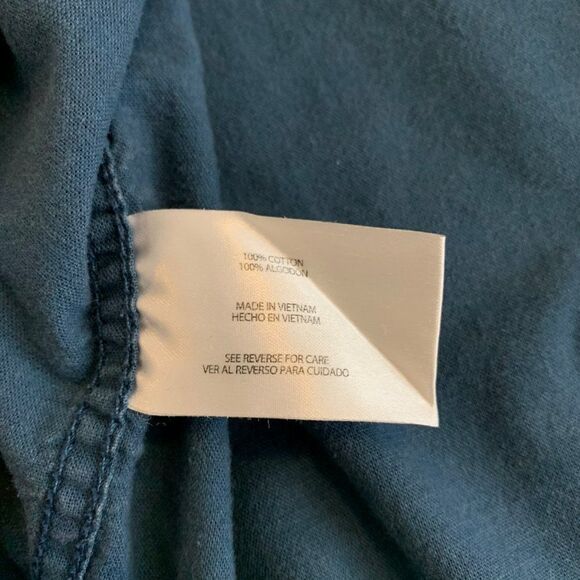 100% COTTON
100% ALGODON
MADE IN VIETNAM
HECHO EN VIETNAM
SEE REVERSE FOR CARE
VER AL REVERSO PARA CUIDADO